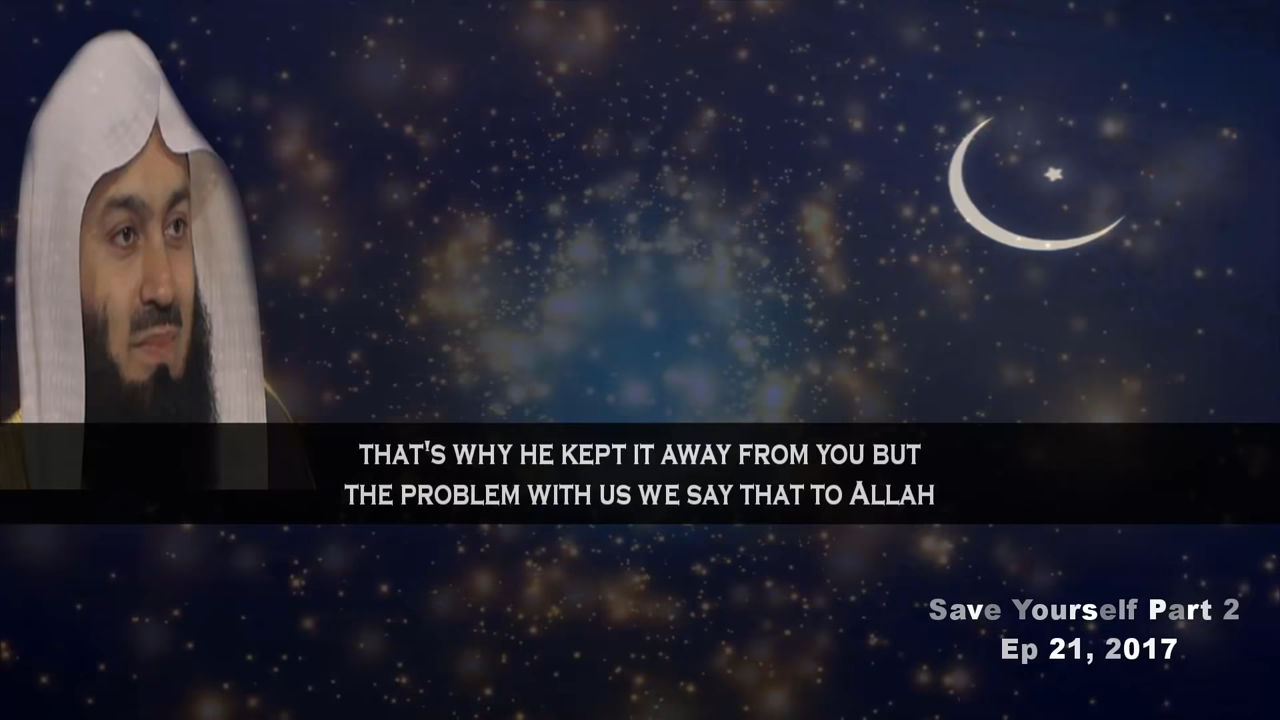 THAT'S WHY HE KEPT IT AWAY FROM YOU BUT
THE PROBLEM WITH US WE SAY THAT TO ALLAH
Save Yourself Part 2
Ep 21, 2017